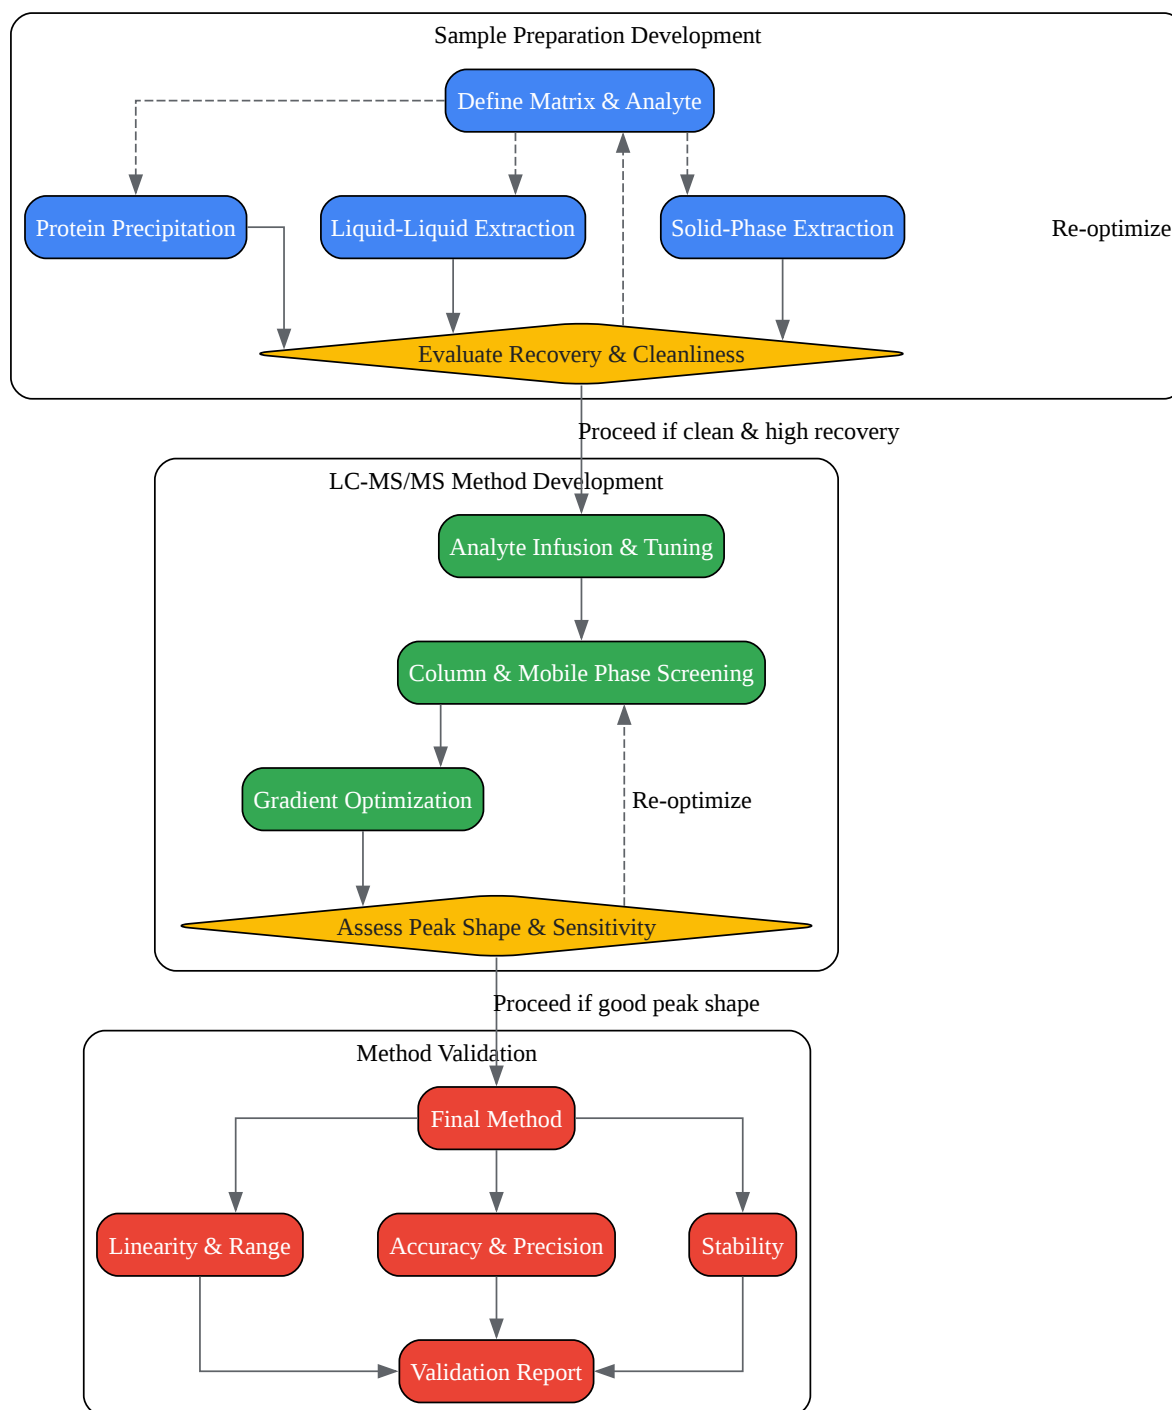 Sample Preparation Development
Define Matrix & Analyte
Protein Precipitation
Liquid-Liquid Extraction
Solid-Phase Extraction
Re-optimize
Evaluate Recovery & Cleanliness
Proceed if clean & high recovery
LC-MS/MS Method Development
Analyte Infusion & Tuning
Column & Mobile Phase Screening
Gradient Optimization
Re-optimize
Assess Peak Shape & Sensitivity
Proceed if good peak shape
Method Validation
Final Method
Linearity & Range
Accuracy & Precision
Stability
Validation Report